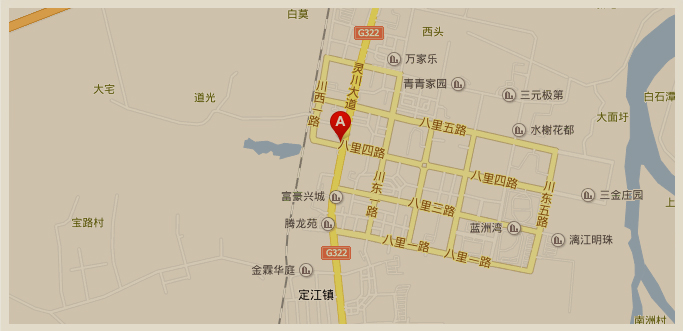 白莫
西头
G322
万家乐
灵川大道
青青家园
大宅
道光
川西一路
三元极第
白石潭
大面圩
A
八里五路
水榭花都
八里四路
八里四路
川东一路
川东五路
三金庄园
富豪兴城
八里三路
上
宝路村
腾龙苑
蓝洲湾
漓江明珠
八里一路
八里一路
G322
金霖华庭
定江镇
南洲村